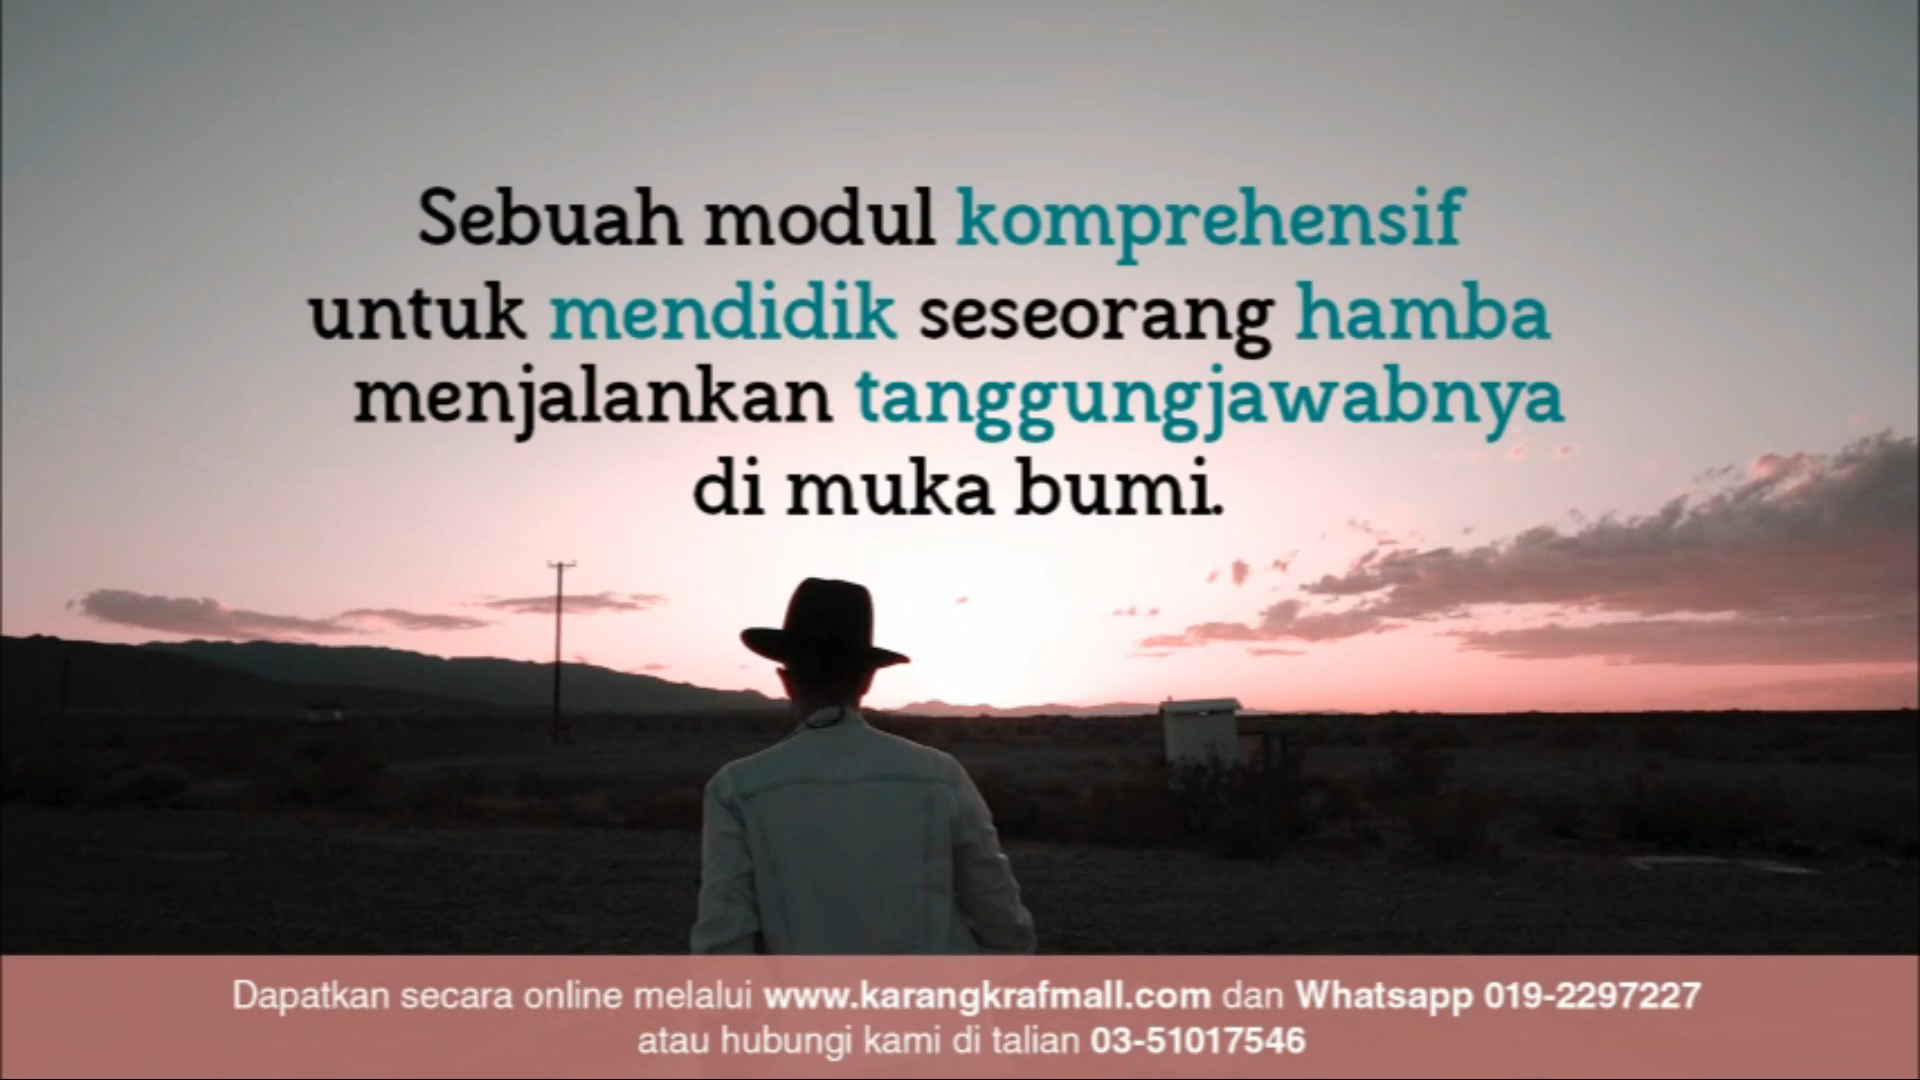 Sebuah modul komprehensif
untuk mendidik seseorang hamba
menjalankan tanggungjawabnya
di muka bumi.
Dapatkan secara online melalui www.karangkrafmall.com dan Whatsapp 019-2297227
atau hubungi kami di talian 03-51017546